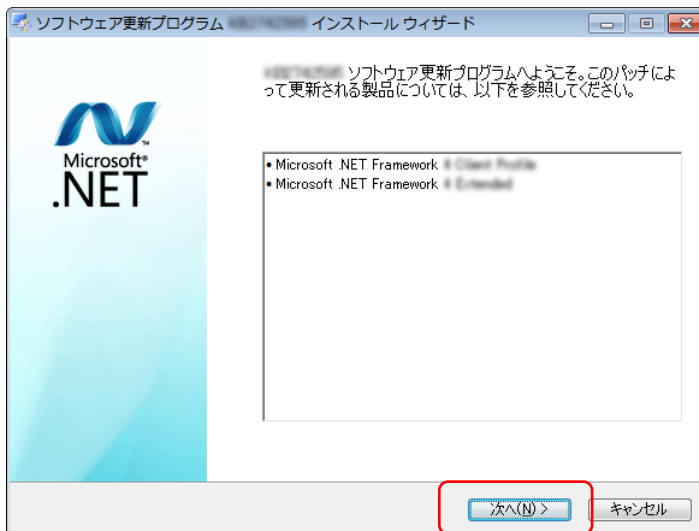 ソフトウェア更新プログラム インストール ウィザード
ソフトウェア更新プログラムへようこそ。このパッチによ
って更新される製品については、以下を参照してください。
Microsoft®
.NET
• Microsoft .NET Framework
• Microsoft .NET Framework
次へ(N) >
キャンセル